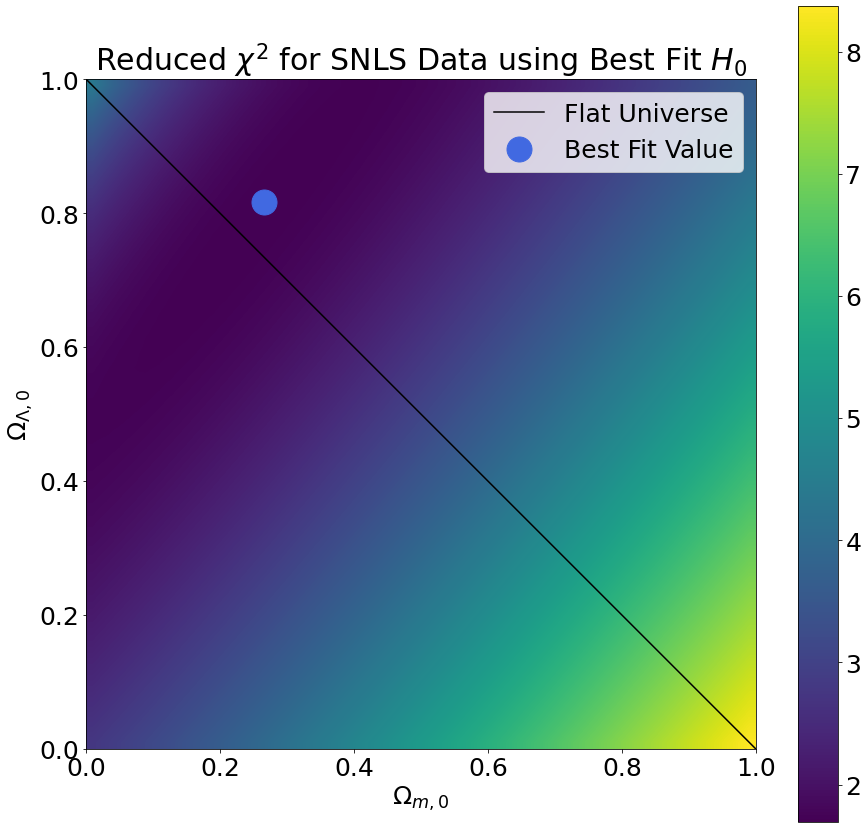 Reduced χ² for SNLS Data using Best Fit H₀
Flat Universe
Best Fit Value
1.0
0.8
0.6
0.4
0.2
0.0
Ω_{Λ,0}
0.0 0.2 0.4 0.6 0.8 1.0
Ω_{m,0}
8
7
6
5
4
3
2